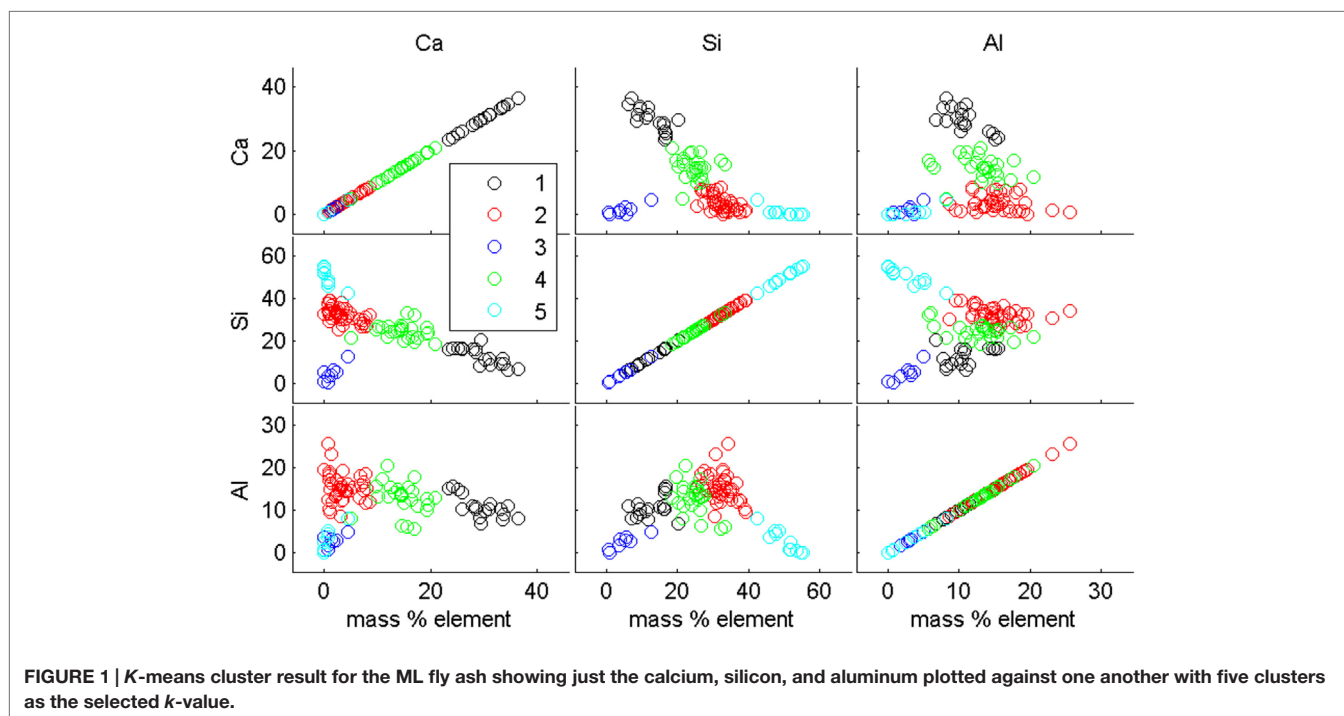 Ca Si Al
40
20
0
Ca
1
2
3
4
5
60
40
20
0
Si
30
20
10
0
Al
0 20 40 0 20 40 60 0 10 20 30
mass % element mass % element mass % element
FIGURE 1 | K-means cluster result for the ML fly ash showing just the calcium, silicon, and aluminum plotted against one another with five clusters
as the selected k-value.